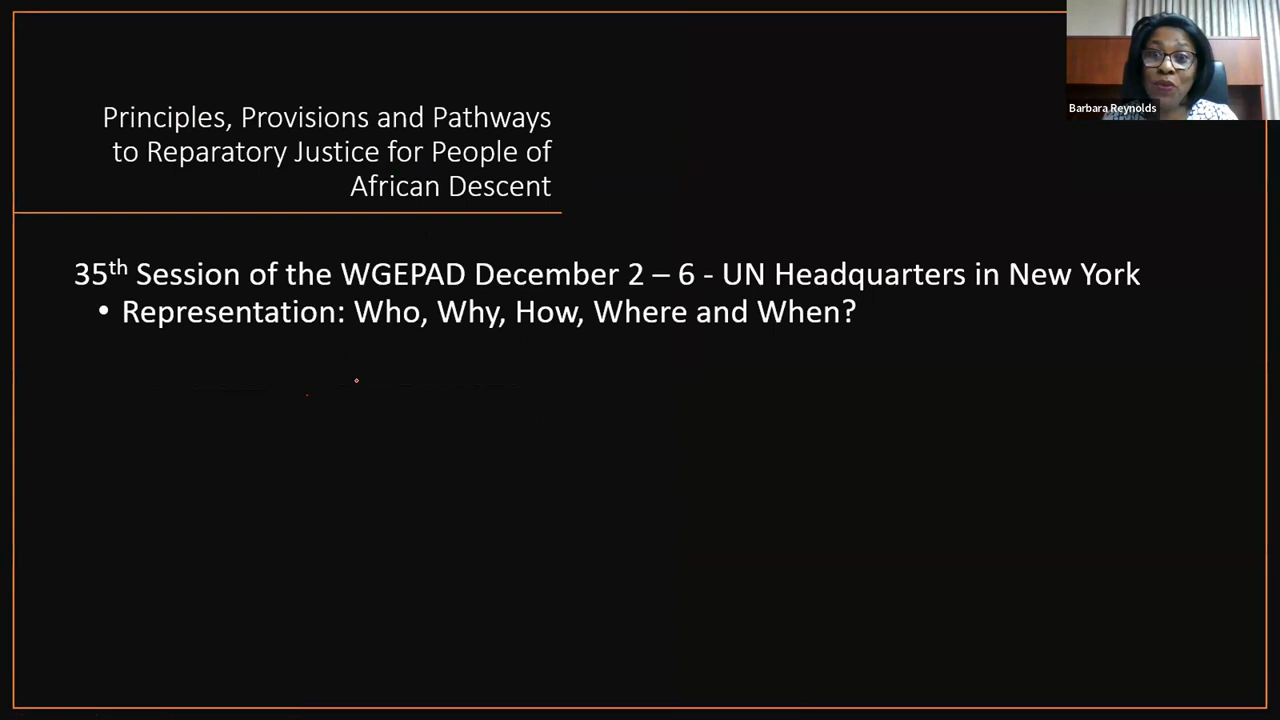 Principles, Provisions and Pathways
to Reparatory Justice for People of
African Descent
Barbara Reynolds
35th Session of the WGEPAD December 2 – 6 - UN Headquarters in New York
• Representation: Who, Why, How, Where and When?